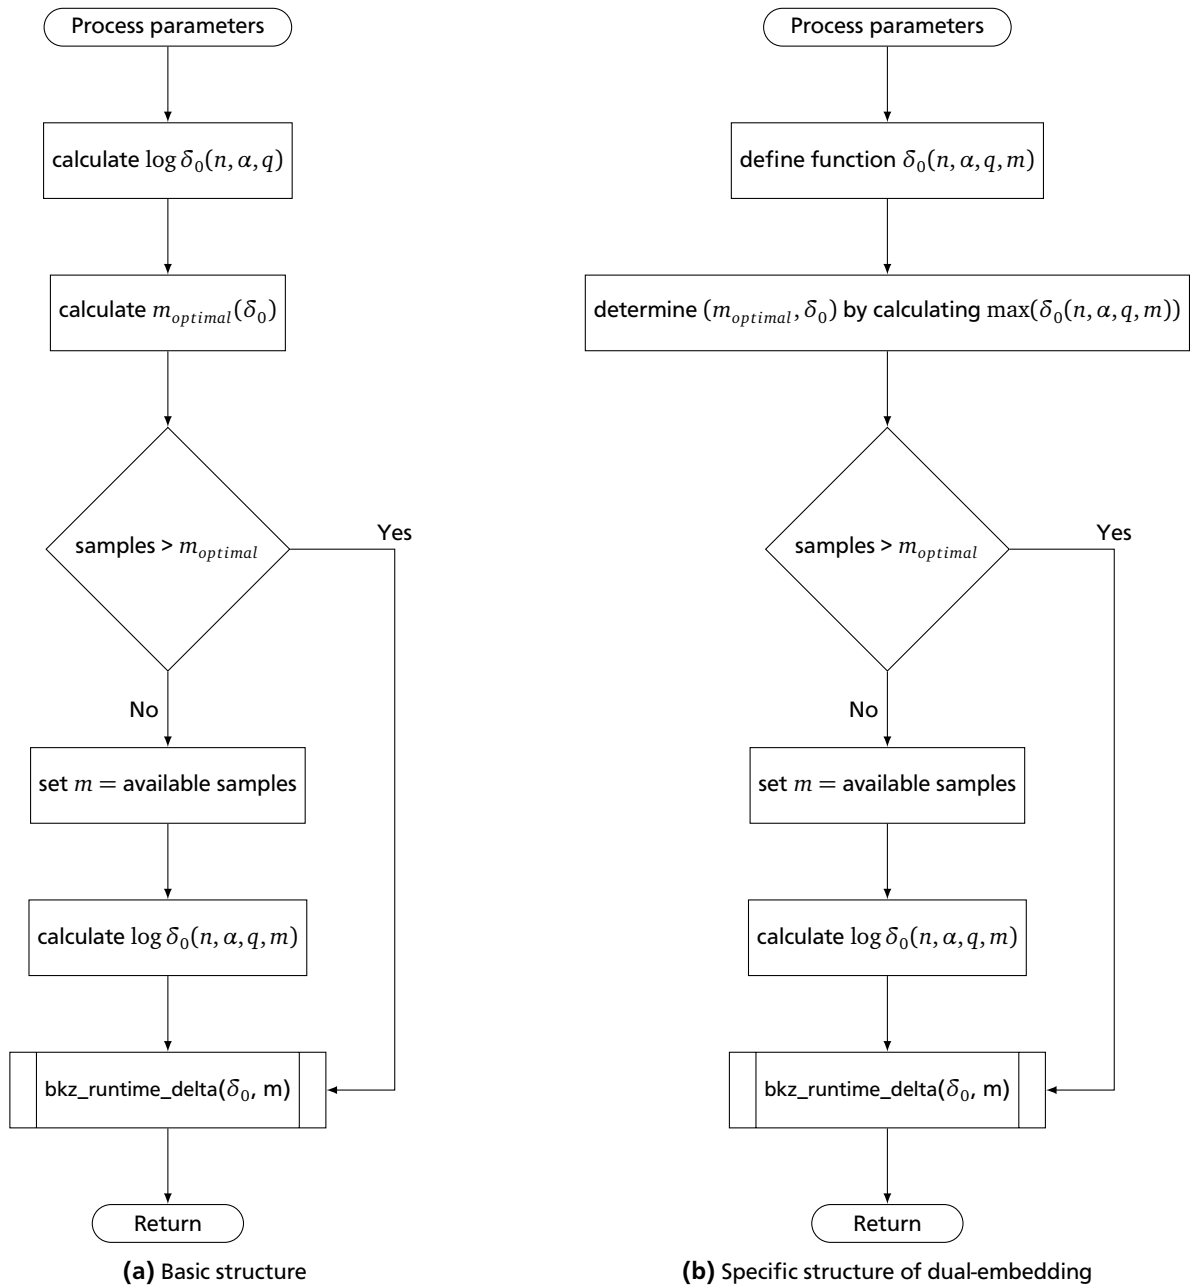 Process parameters
calculate log δ₀(n, α, q)
calculate m_optimal(δ₀)
samples > m_optimal
Yes
No
set m = available samples
calculate log δ₀(n, α, q, m)
bkz_runtime_delta(δ₀, m)
Return
(a) Basic structure
Process parameters
define function δ₀(n, α, q, m)
determine (m_optimal, δ₀) by calculating max(δ₀(n, α, q, m))
samples > m_optimal
Yes
No
set m = available samples
calculate log δ₀(n, α, q, m)
bkz_runtime_delta(δ₀, m)
Return
(b) Specific structure of dual-embedding